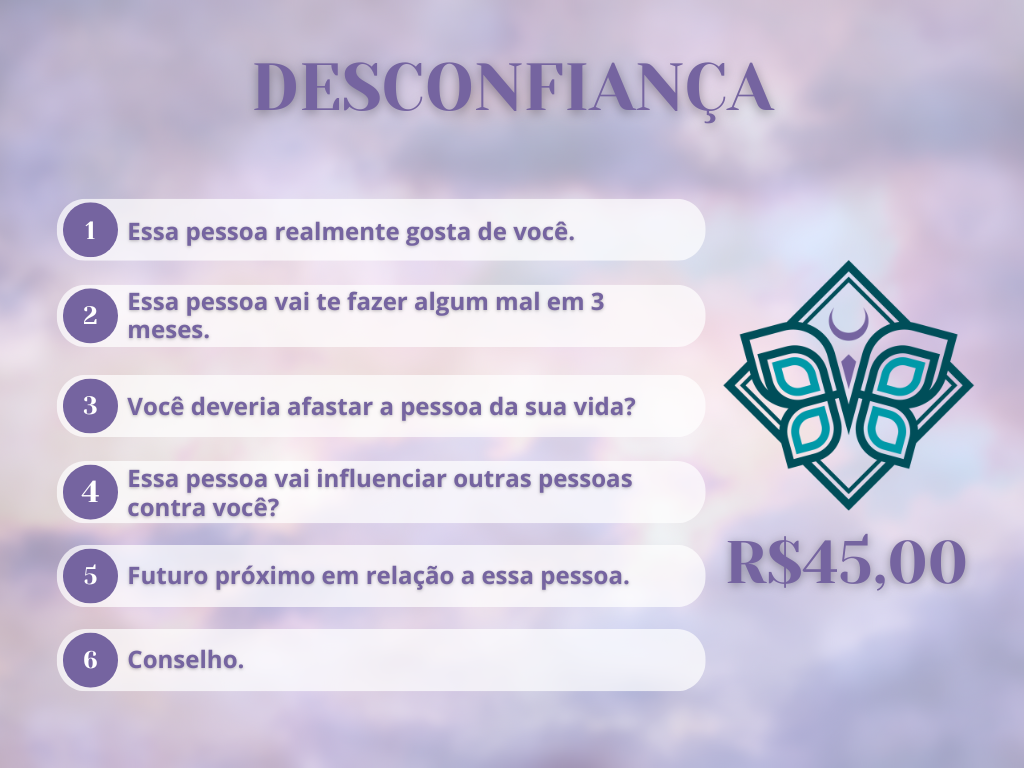 DESCONFIANÇA
1 Essa pessoa realmente gosta de você.
2 Essa pessoa vai te fazer algum mal em 3
meses.
3 Você deveria afastar a pessoa da sua vida?
4 Essa pessoa vai influenciar outras pessoas
contra você?
5 Futuro próximo em relação a essa pessoa.
6 Conselho.
R$45,00